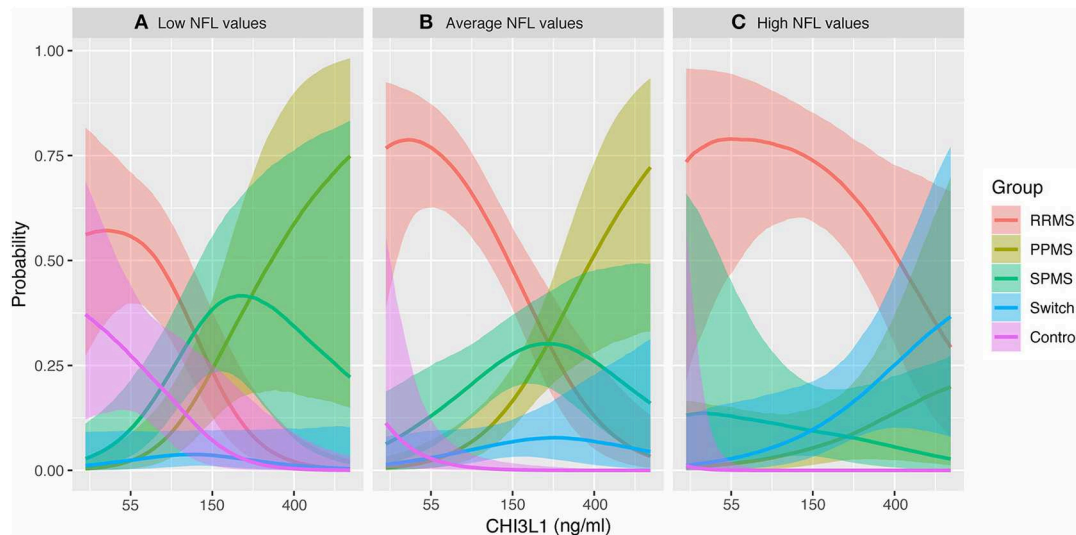 A Low NFL values
B Average NFL values
C High NFL values
1.00
0.75
0.50
0.25
0.00
Probability
55 150 400
55 150 400
55 150 400
CHI3L1 (ng/ml)
Group
RRMS
PPMS
SPMS
Switch
Contro